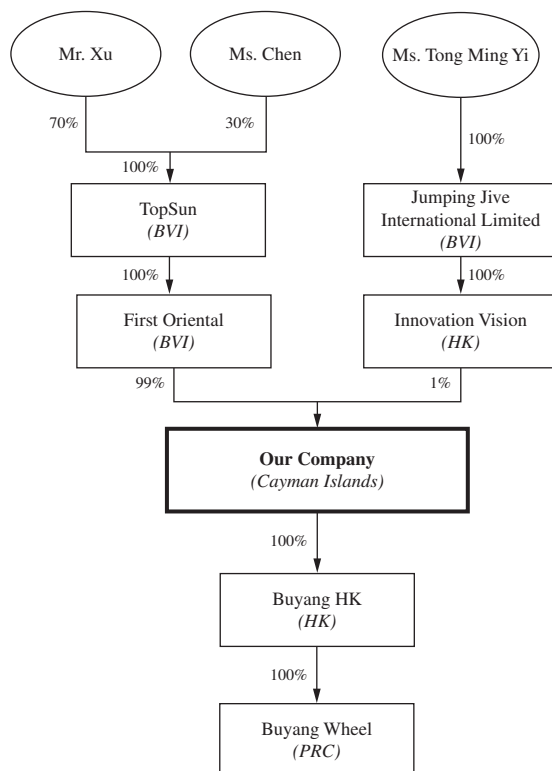 Mr. Xu
Ms. Chen
Ms. Tong Ming Yi
70%
30%
100%
100%
TopSun
(BVI)
Jumping Jive
International Limited
(BVI)
100%
100%
First Oriental
(BVI)
Innovation Vision
(HK)
99%
1%
Our Company
(Cayman Islands)
100%
Buyang HK
(HK)
100%
Buyang Wheel
(PRC)